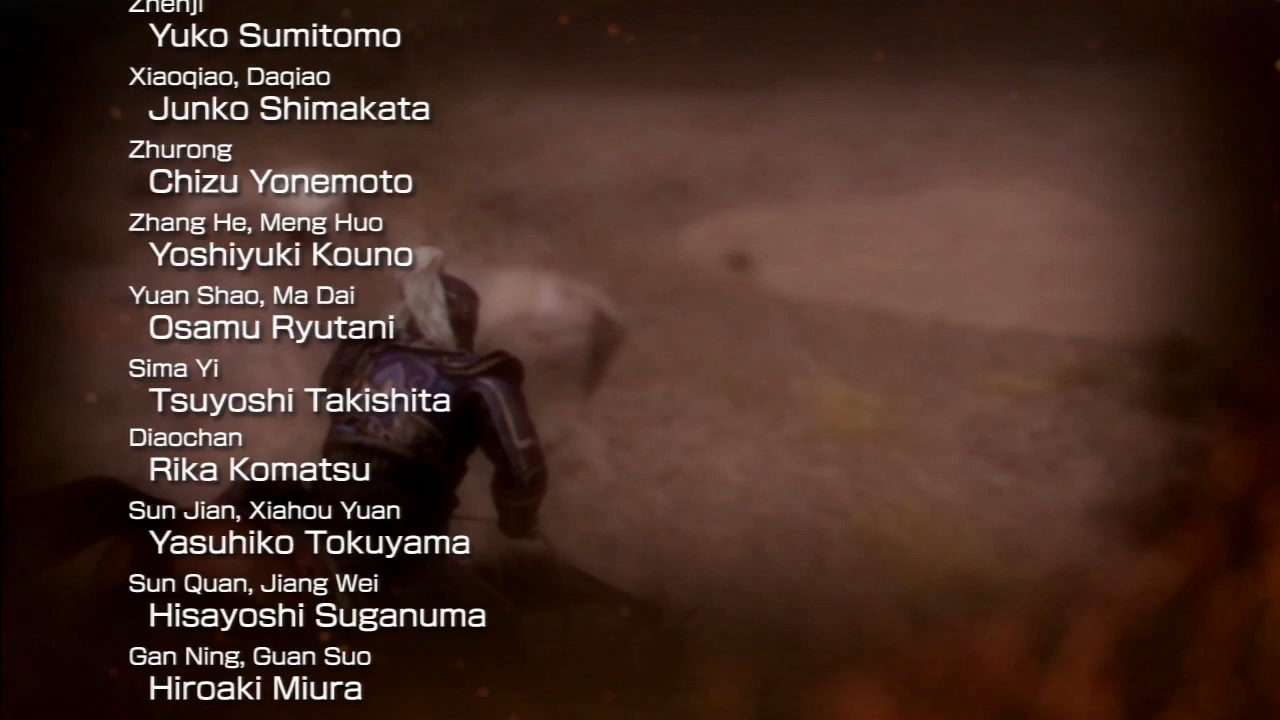 Zhenji
Yuko Sumitomo
Xiaoqiao, Daqiao
Junko Shimakata
Zhurong
Chizu Yonemoto
Zhang He, Meng Huo
Yoshiyuki Kouno
Yuan Shao, Ma Dai
Osamu Ryutani
Sima Yi
Tsuyoshi Takishita
Diaochan
Rika Komatsu
Sun Jian, Xiahou Yuan
Yasuhiko Tokuyama
Sun Quan, Jiang Wei
Hisayoshi Suganuma
Gan Ning, Guan Suo
Hiroaki Miura